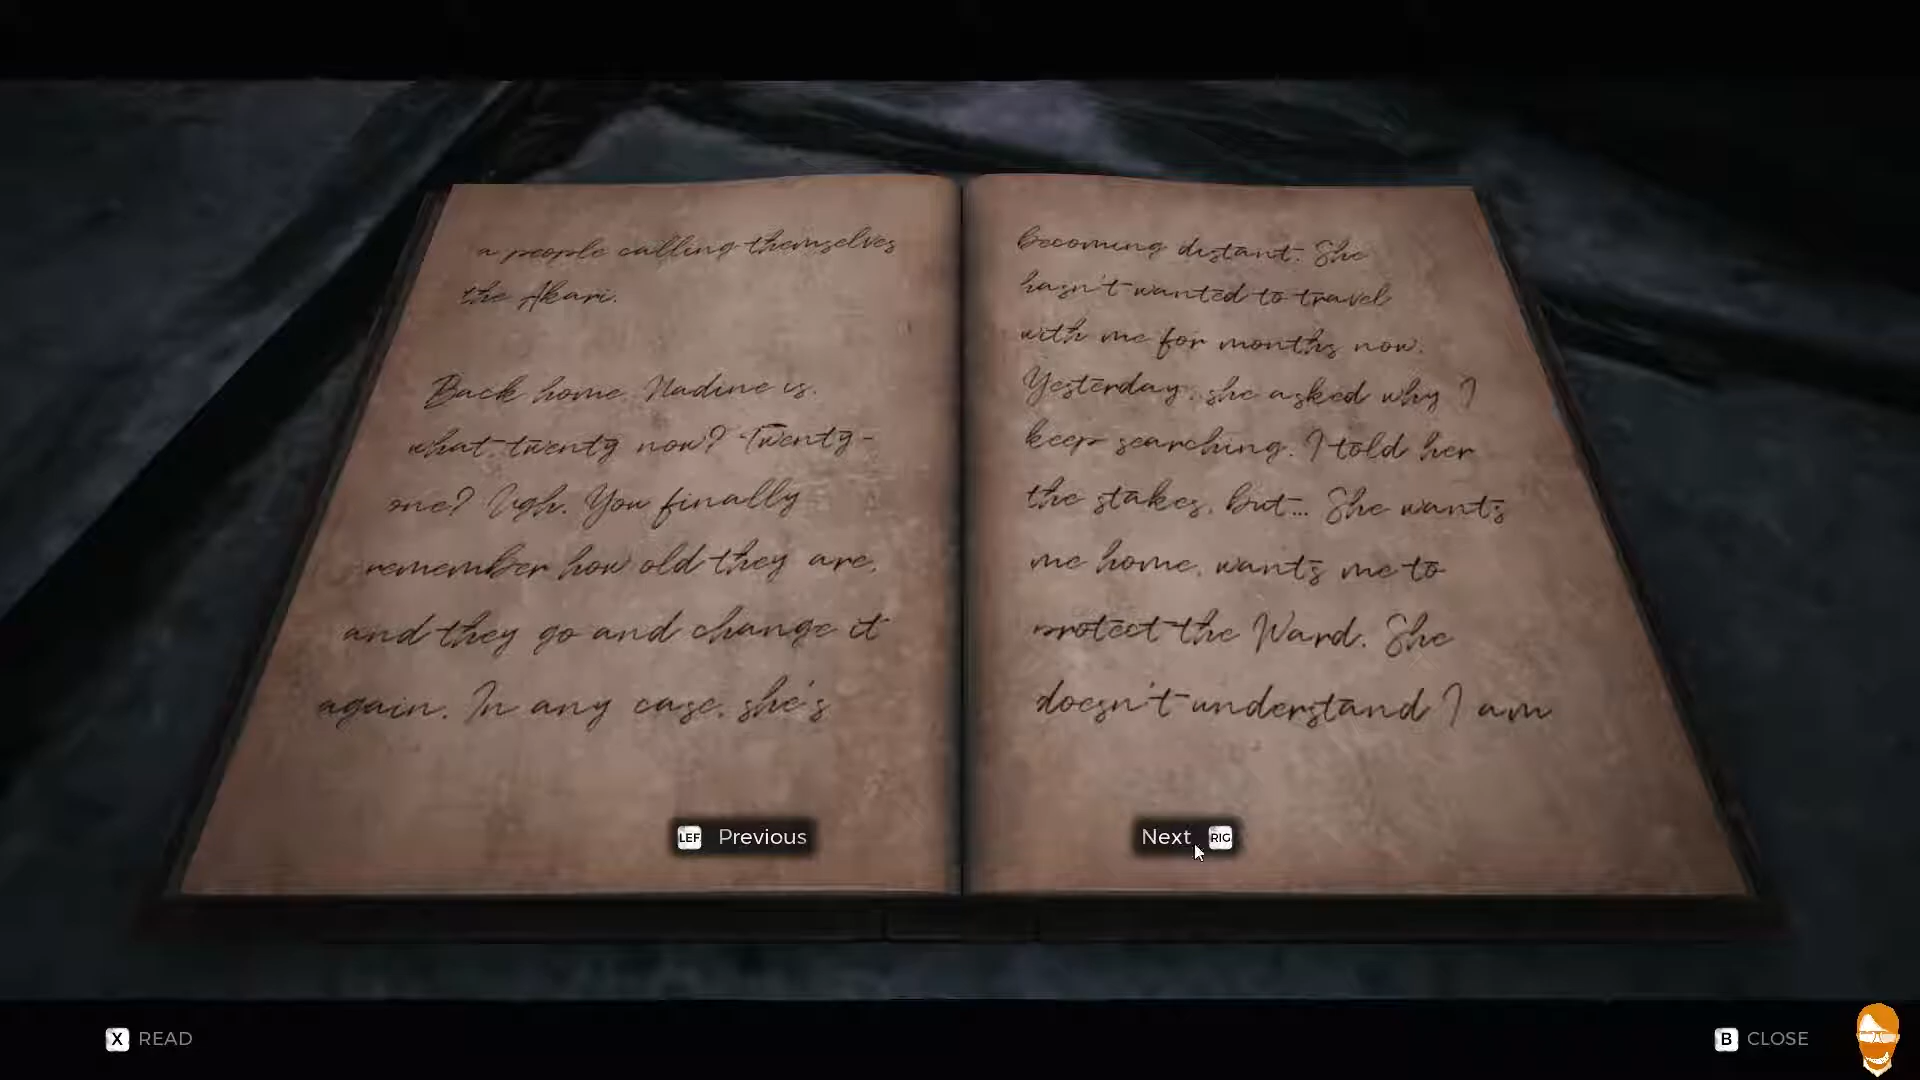 a people calling themselves
the Akari.
Back home, Nadine is,
what, twenty now? Twenty-
one? Ugh. You finally
remember how old they are,
and they go and change it
again. In any case, she's
becoming distant. She
hasn't wanted to travel
with me for months now.
Yesterday, she asked why I
keep searching. I told her
the stakes, but... She wants
me home, wants me to
protect the Ward. She
doesn't understand I am
LEF Previous
Next RIG
X READ
B CLOSE